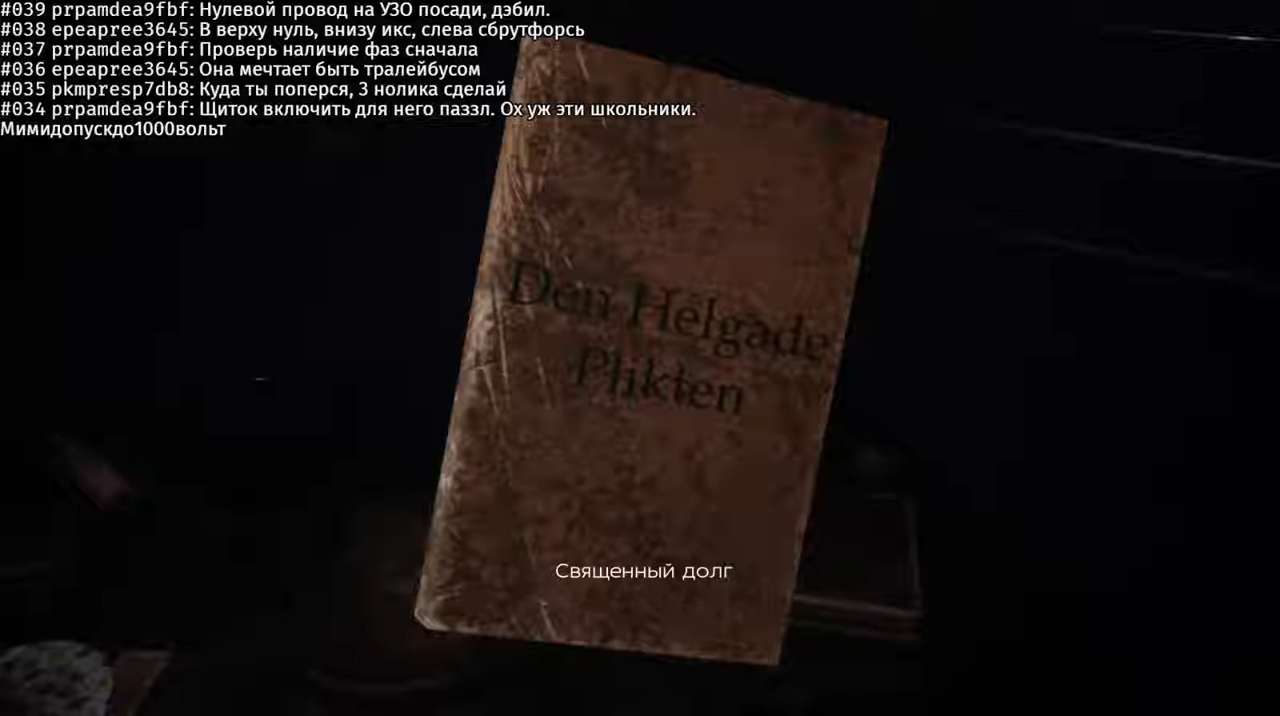 #039 prpamdea9fbf: Нулевой провод на УЗО посади, дэбил.
#038 epeapree3645: В верху нуль, внизу икс, слева сбрутфорсь
#037 prpamdea9fbf: Проверь наличие фаз сначала
#036 epeapree3645: Она мечтает быть тралейбусом
#035 pkmpresp7db8: Куда ты поперся, 3 нолика сделай
#034 prpamdea9fbf: Щиток включить для него паззл. Ох уж эти школьники.
Мимидопускдо1000вольт
Den Helgade
Plikten
Священный долг